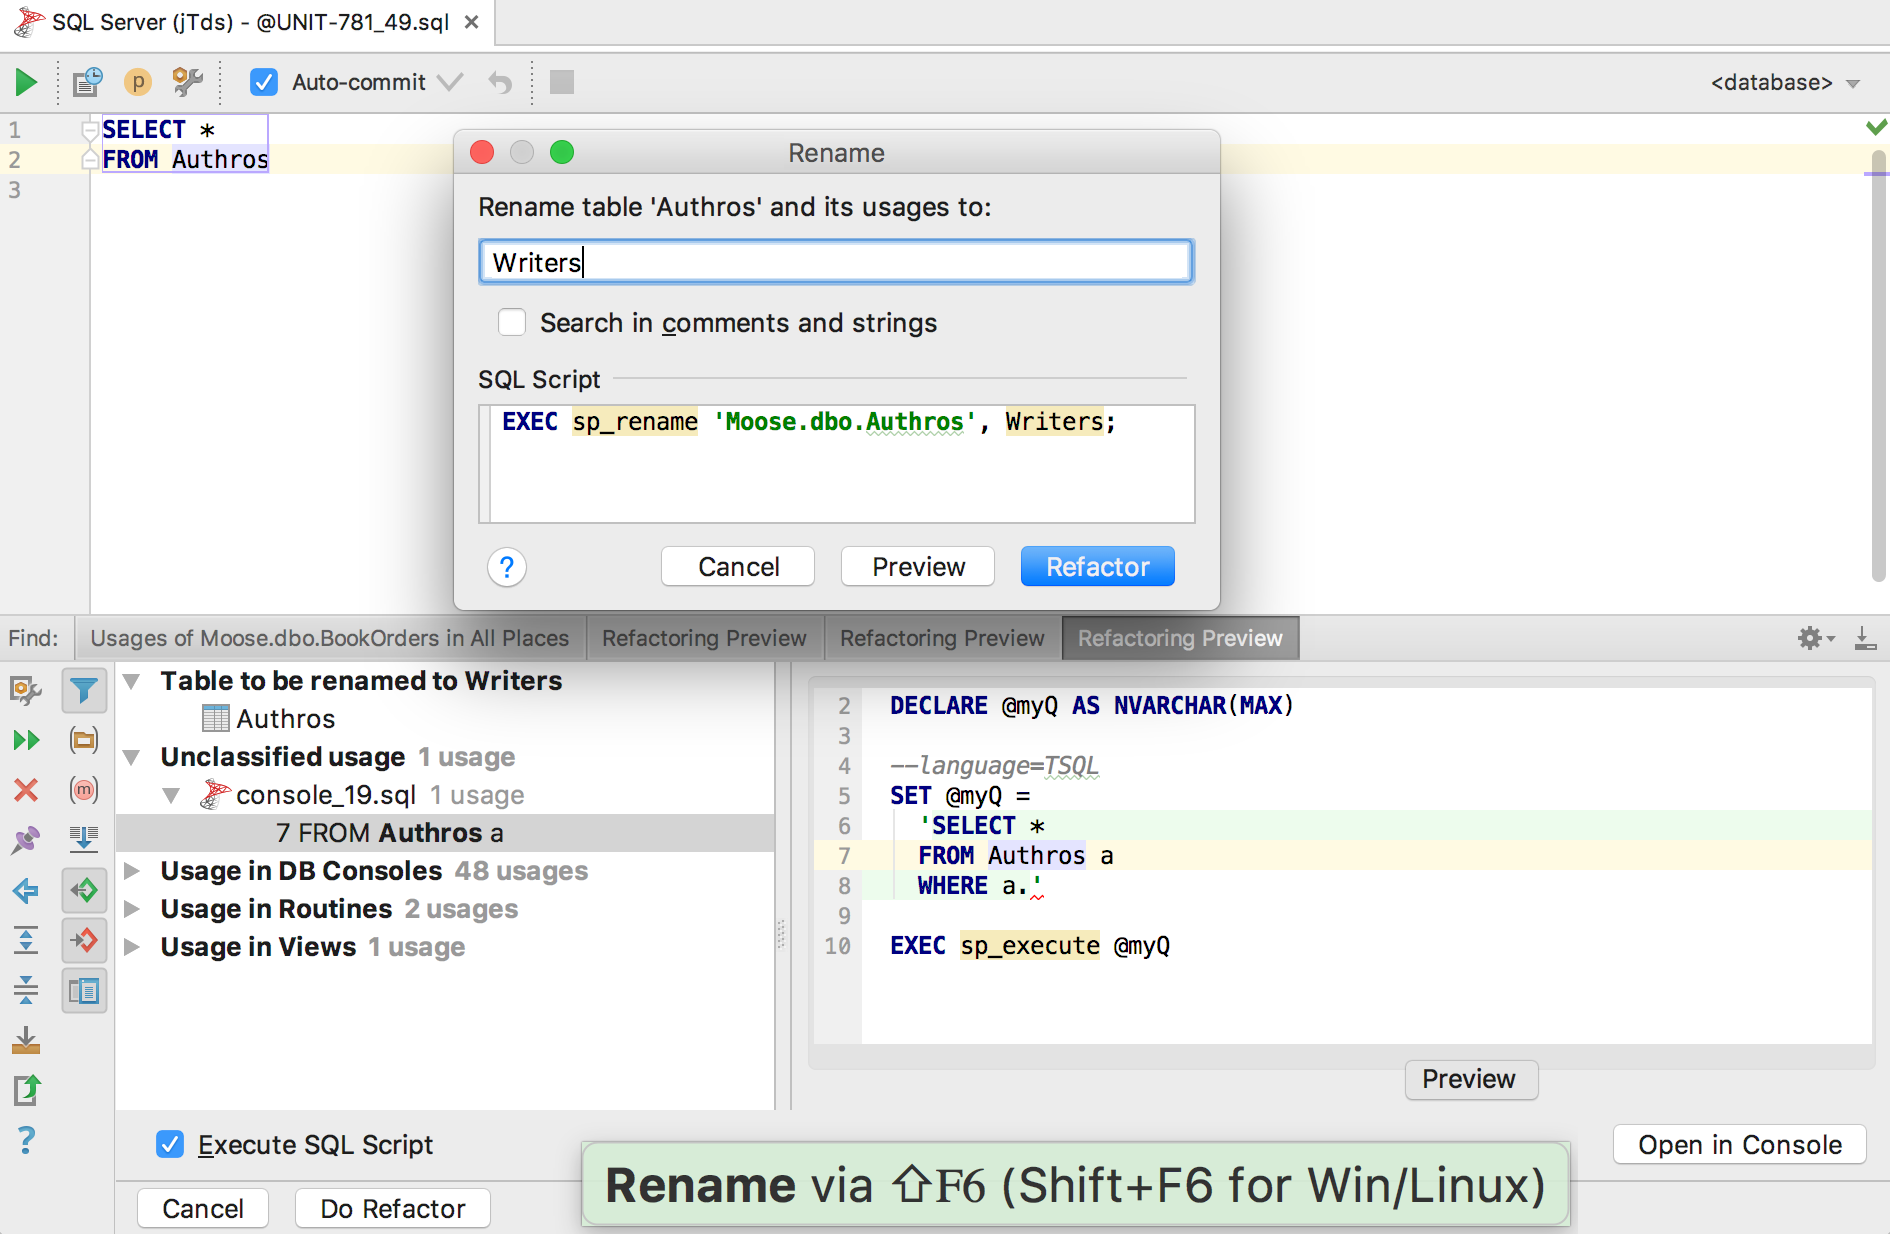 SQL Server (jTds) - @UNIT-781_49.sql
p
Auto-commit
<database>
1 SELECT *
2 FROM Authros
3
Rename
Rename table 'Authros' and its usages to:
Writers
Search in comments and strings
SQL Script
EXEC sp_rename 'Moose.dbo.Authros', Writers;
?
Cancel
Preview
Refactor
Find:
Usages of Moose.dbo.BookOrders in All Places
Refactoring Preview
Refactoring Preview
Refactoring Preview
Table to be renamed to Writers
Authros
Unclassified usage 1 usage
console_19.sql 1 usage
7 FROM Authros a
Usage in DB Consoles 48 usages
Usage in Routines 2 usages
Usage in Views 1 usage
m
?
2 DECLARE @myQ AS NVARCHAR(MAX)
3
4 --language=TSQL
5 SET @myQ =
6 'SELECT *
7 FROM Authros a
8 WHERE a.'
9
10 EXEC sp_execute @myQ
Preview
Execute SQL Script
Open in Console
Cancel
Do Refactor
Rename via ⇧F6 (Shift+F6 for Win/Linux)